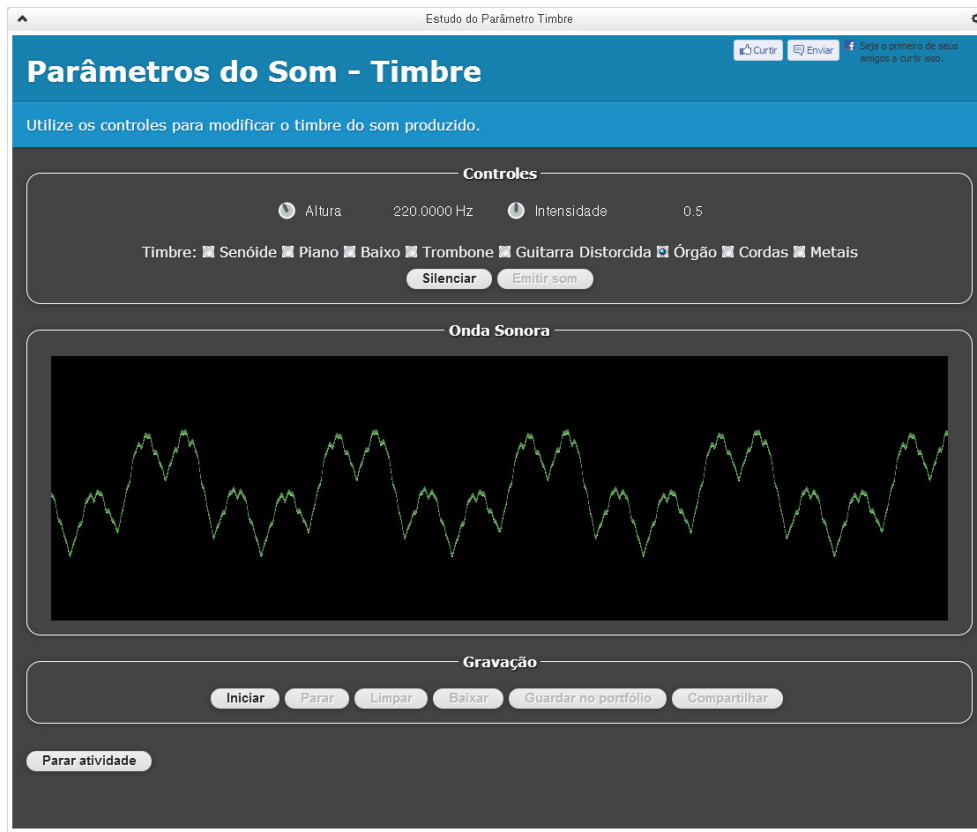 Estudo do Parâmetro Timbre
Parâmetros do Som - Timbre
Curtir
Enviar
Seja o primeiro de seus
amigos a curtir isso.
Utilize os controles para modificar o timbre do som produzido.
Controles
Altura 220.0000 Hz Intensidade 0.5
Timbre: Senóide Piano Baixo Trombone Guitarra Distorcida Órgão Cordas Metais
Silenciar Emitir som
Onda Sonora
Gravação
Iniciar Parar Limpar Baixar Guardar no portfólio Compartilhar
Parar atividade